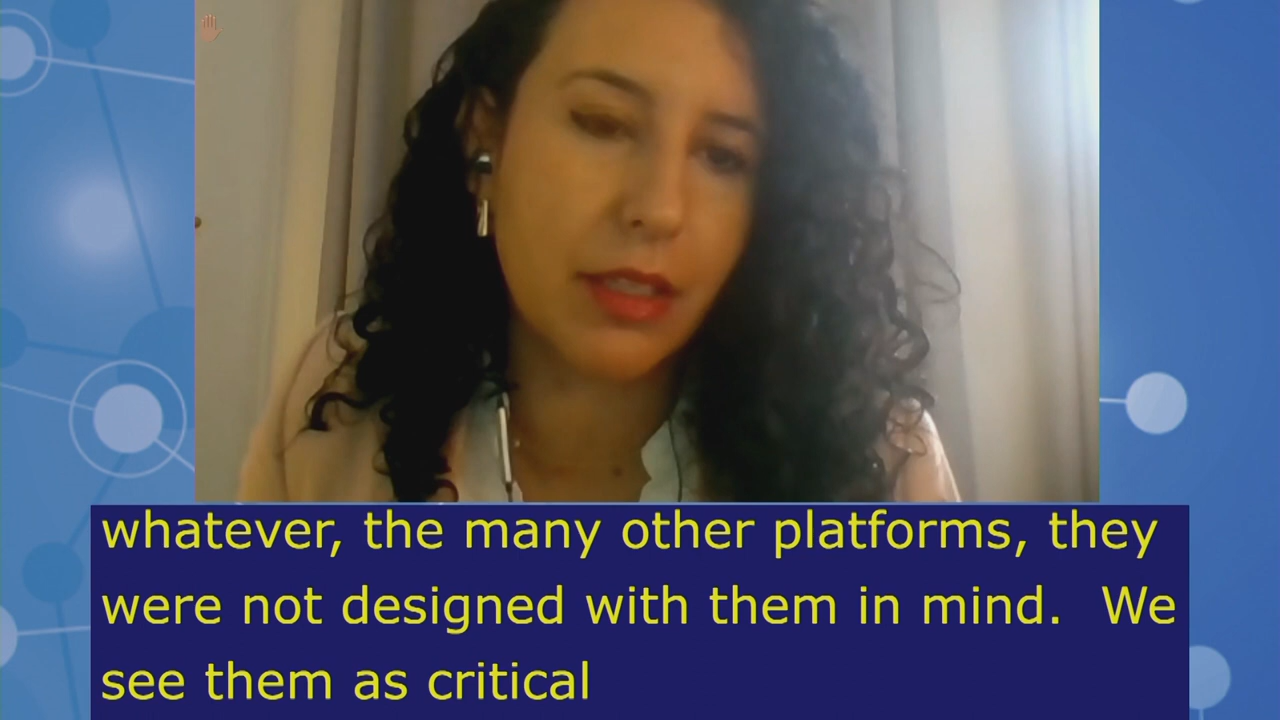 whatever, the many other platforms, they
were not designed with them in mind.  We
see them as critical